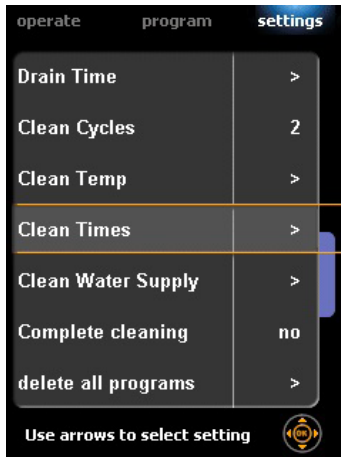 operate program settings
Drain Time >
Clean Cycles 2
Clean Temp >
Clean Times >
Clean Water Supply >
Complete cleaning no
delete all programs >
Use arrows to select setting OK